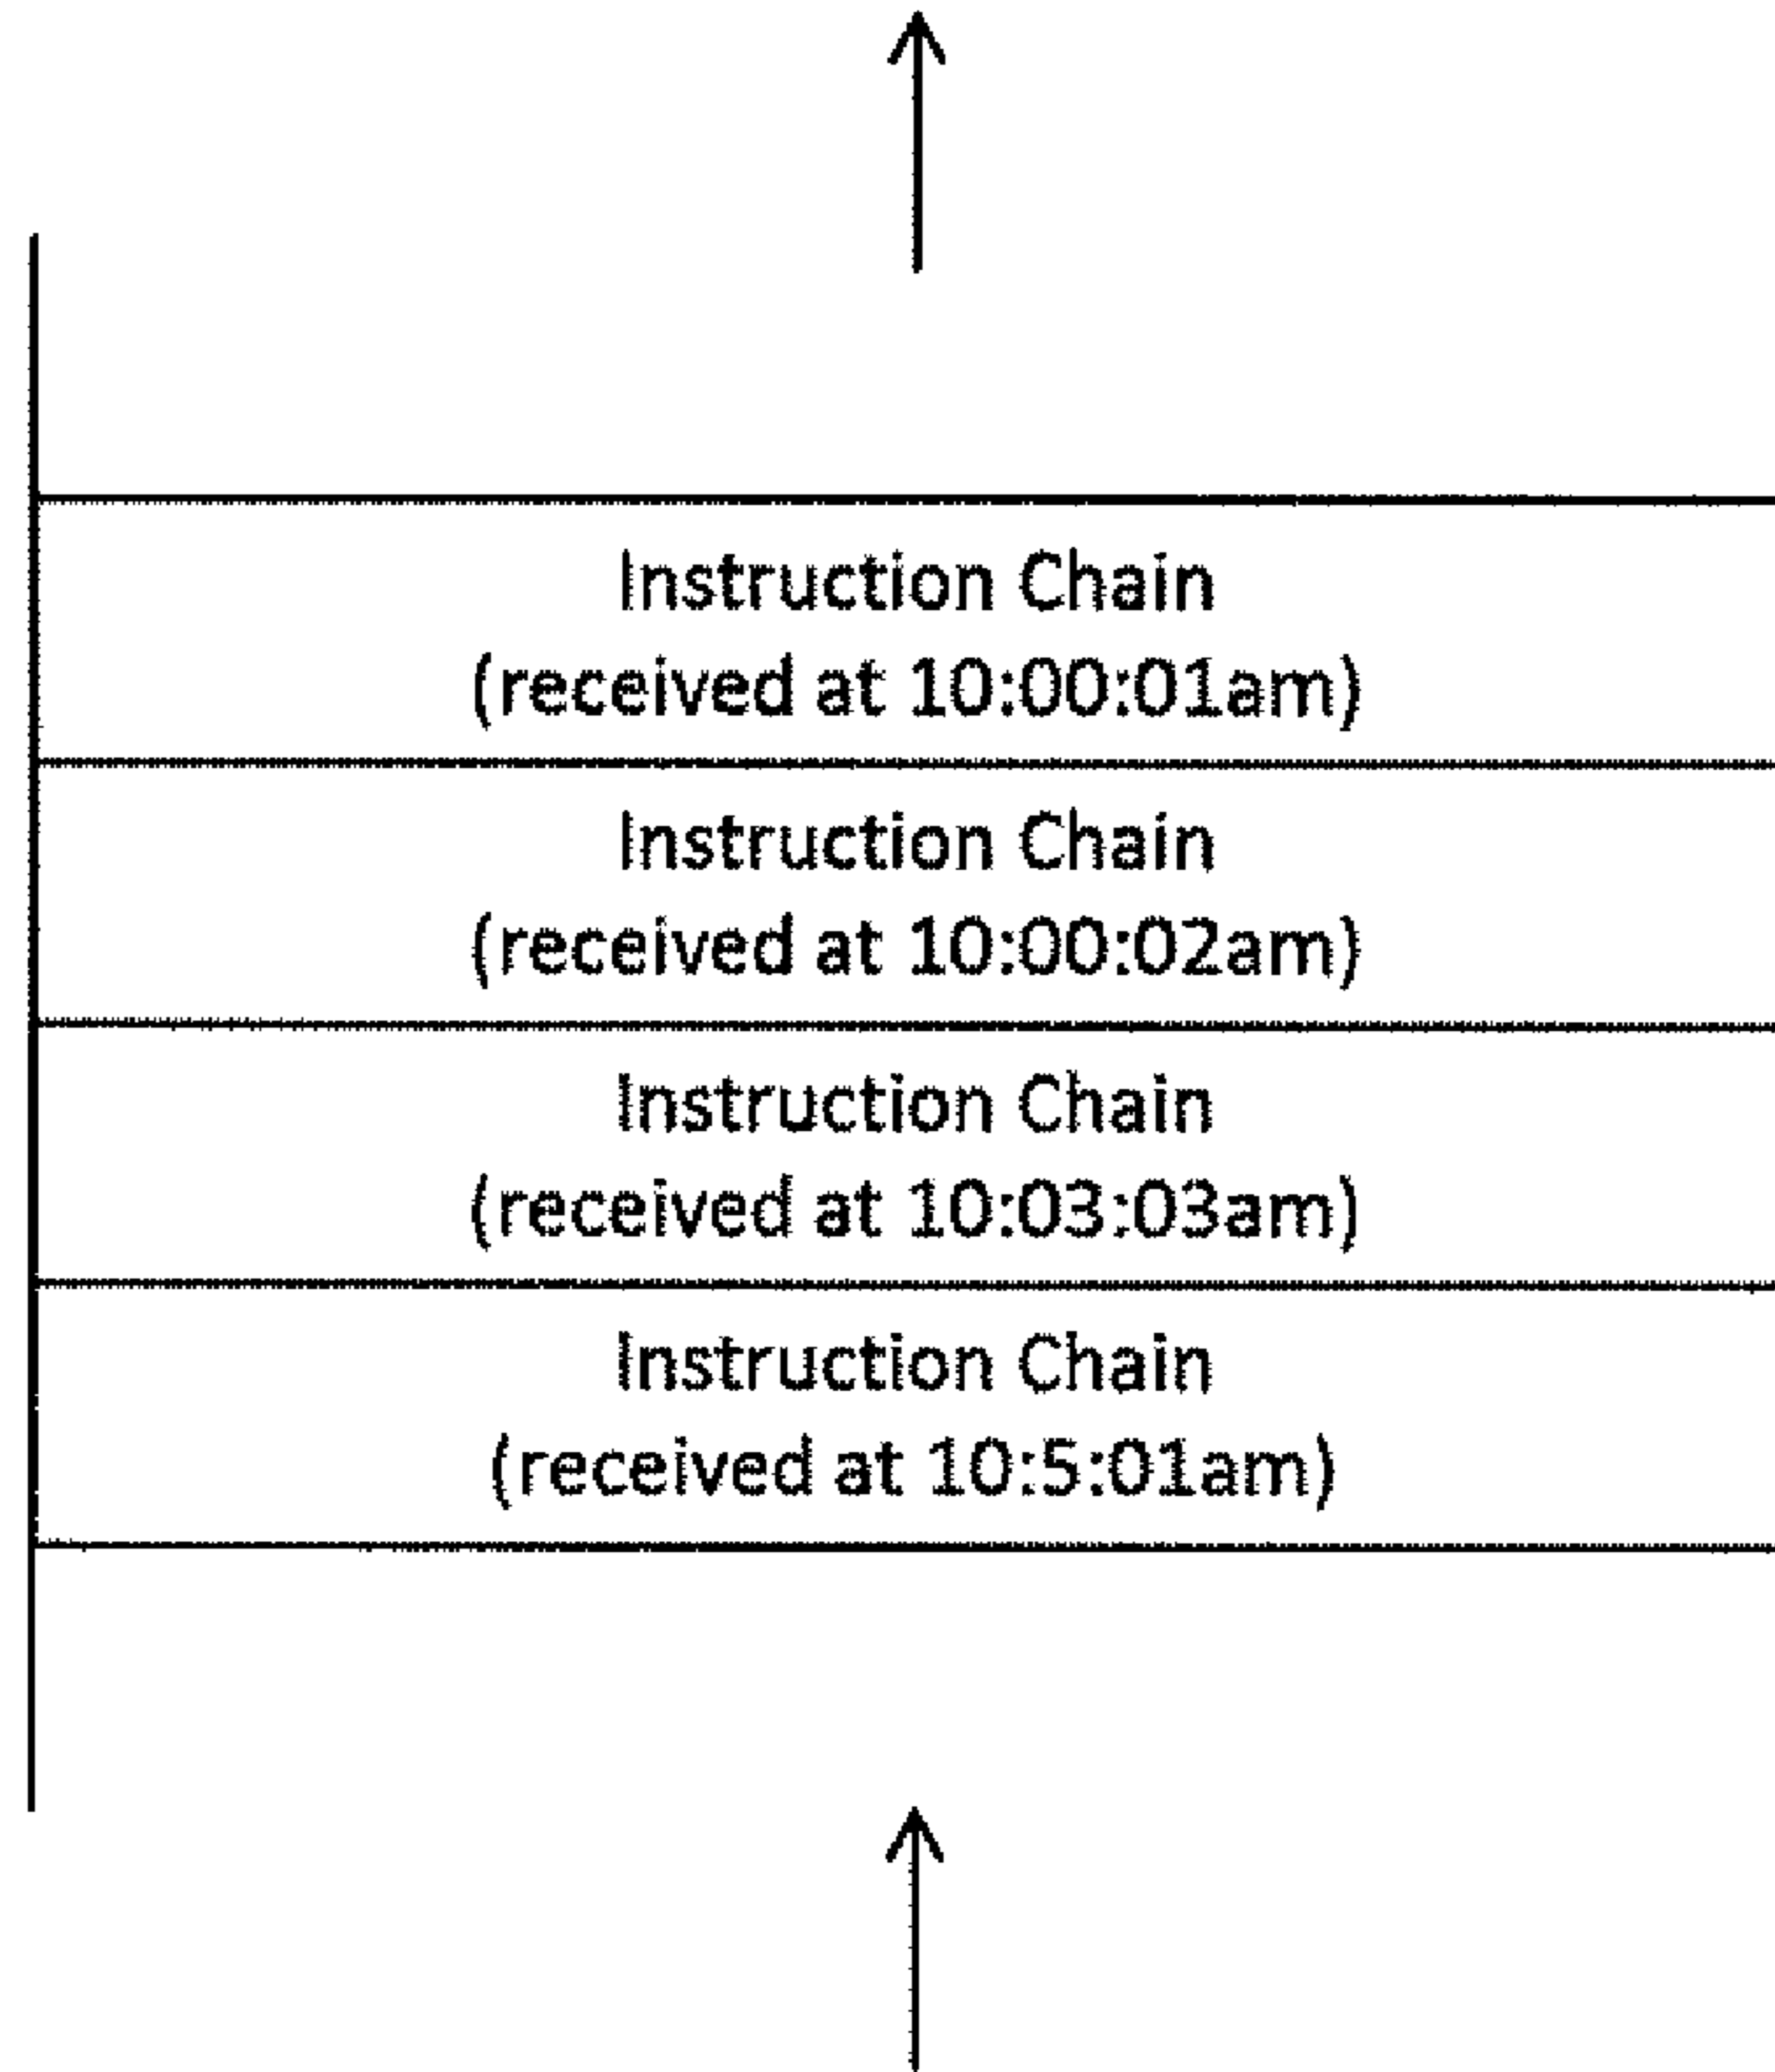 Instruction Chain
(received at 10:00:01am)
Instruction Chain
(received at 10:00:02am)
Instruction Chain
(received at 10:03:03am)
Instruction Chain
(received at 10:5:01am)